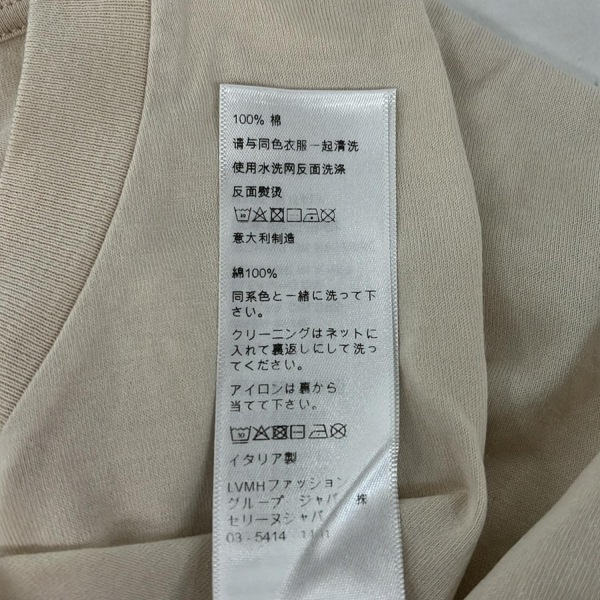 100% 棉
请与同色衣服一起清洗
使用水洗网反面洗涤
反面熨烫
意大利制造
綿100%
同系色と一緒に洗って下
さい。
クリーニングはネットに
入れて裏返しにして洗っ
てください。
アイロンは裏から
当てて下さい。
イタリア製
LVMHファッション
グループ ジャパ 株
セリーヌジャパ
03 - 5414